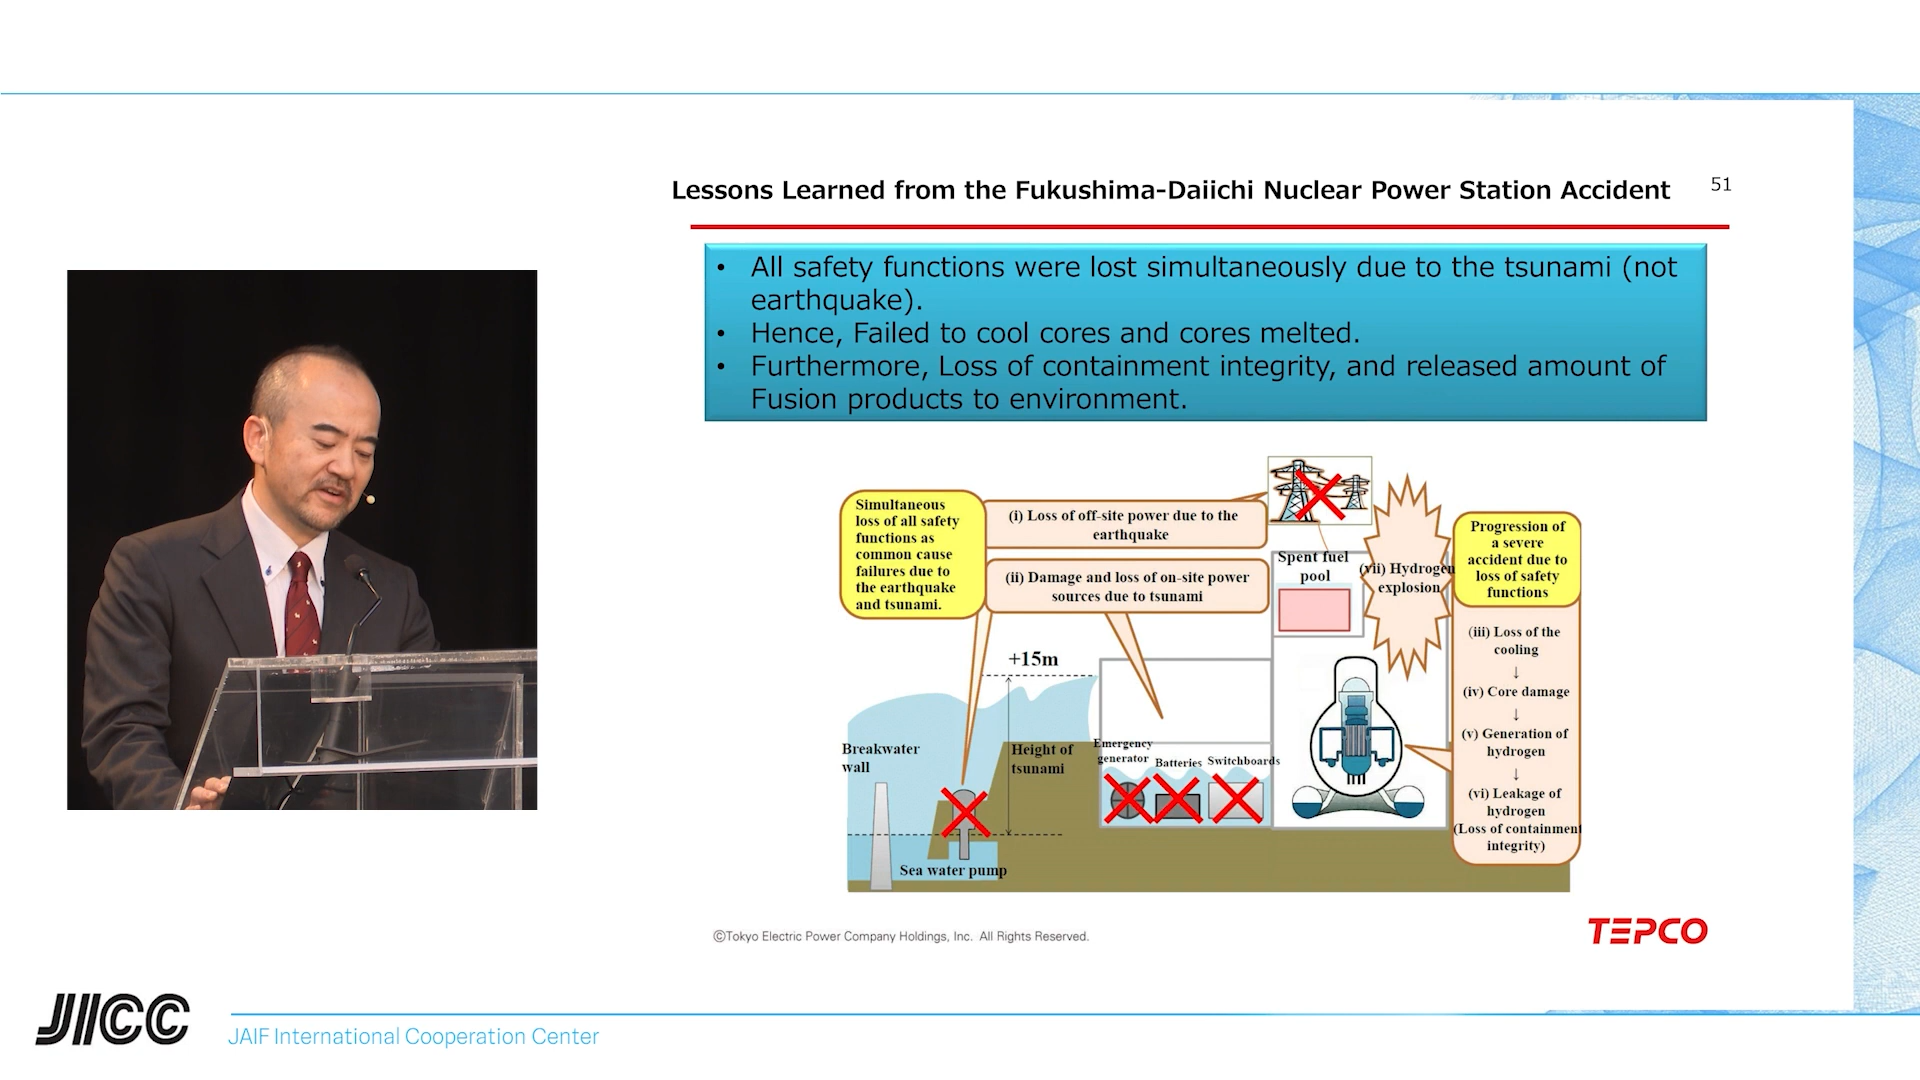 Lessons Learned from the Fukushima-Daiichi Nuclear Power Station Accident
51
• All safety functions were lost simultaneously due to the tsunami (not
earthquake).
• Hence, Failed to cool cores and cores melted.
• Furthermore, Loss of containment integrity, and released amount of
Fusion products to environment.
Simultaneous
loss of all safety
functions as
common cause
failures due to
the earthquake
and tsunami.
(i) Loss of off-site power due to the
earthquake
(ii) Damage and loss of on-site power
sources due to tsunami
Spent fuel
pool
(vii) Hydrogen
explosion
Progression of
a severe
accident due to
loss of safety
functions
(iii) Loss of the
cooling
↓
(iv) Core damage
↓
(v) Generation of
hydrogen
↓
(vi) Leakage of
hydrogen
(Loss of containment
integrity)
+15m
Breakwater
wall
Height of
tsunami
Emergency
generator
Batteries
Switchboards
Sea water pump
©Tokyo Electric Power Company Holdings, Inc. All Rights Reserved.
TEPCO
JICC
JAIF International Cooperation Center